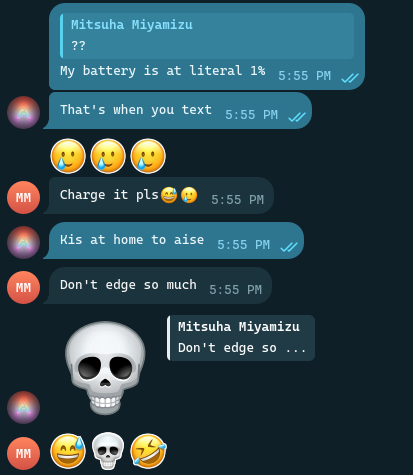 Mitsuha Miyamizu
??
My battery is at literal 1% 5:55 PM
That's when you text 5:55 PM
🥲🥲🥲
MM Charge it pls😅🥲 5:55 PM
Kis at home to aise 5:55 PM
MM Don't edge so much 5:55 PM
Mitsuha Miyamizu
💀 Don't edge so ...
MM 😅💀🤣